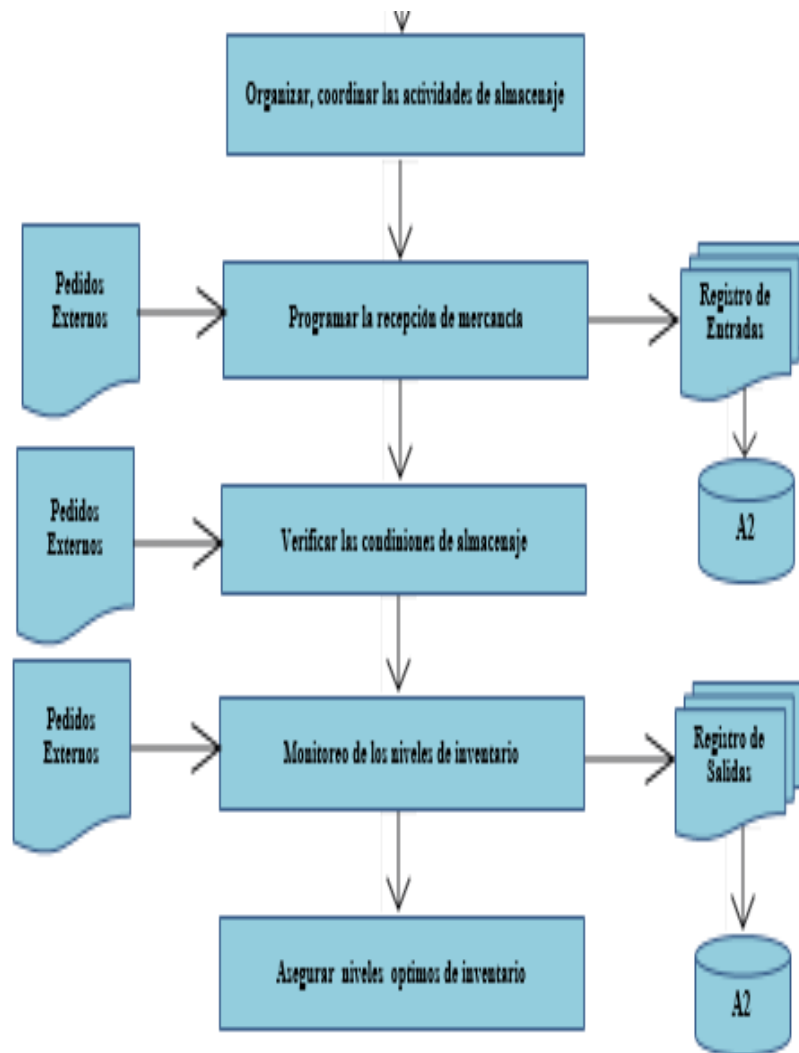 Organizar, coordinar las actividades de almacenaje
Pedidos
Externos
Programar la recepción de mercancía
Registro de
Entradas
A2
Pedidos
Externos
Verificar las condiniones de almacenaje
Pedidos
Externos
Monitoreo de los niveles de inventario
Registro de
Salidas
A2
Asegurar niveles optimos de inventario